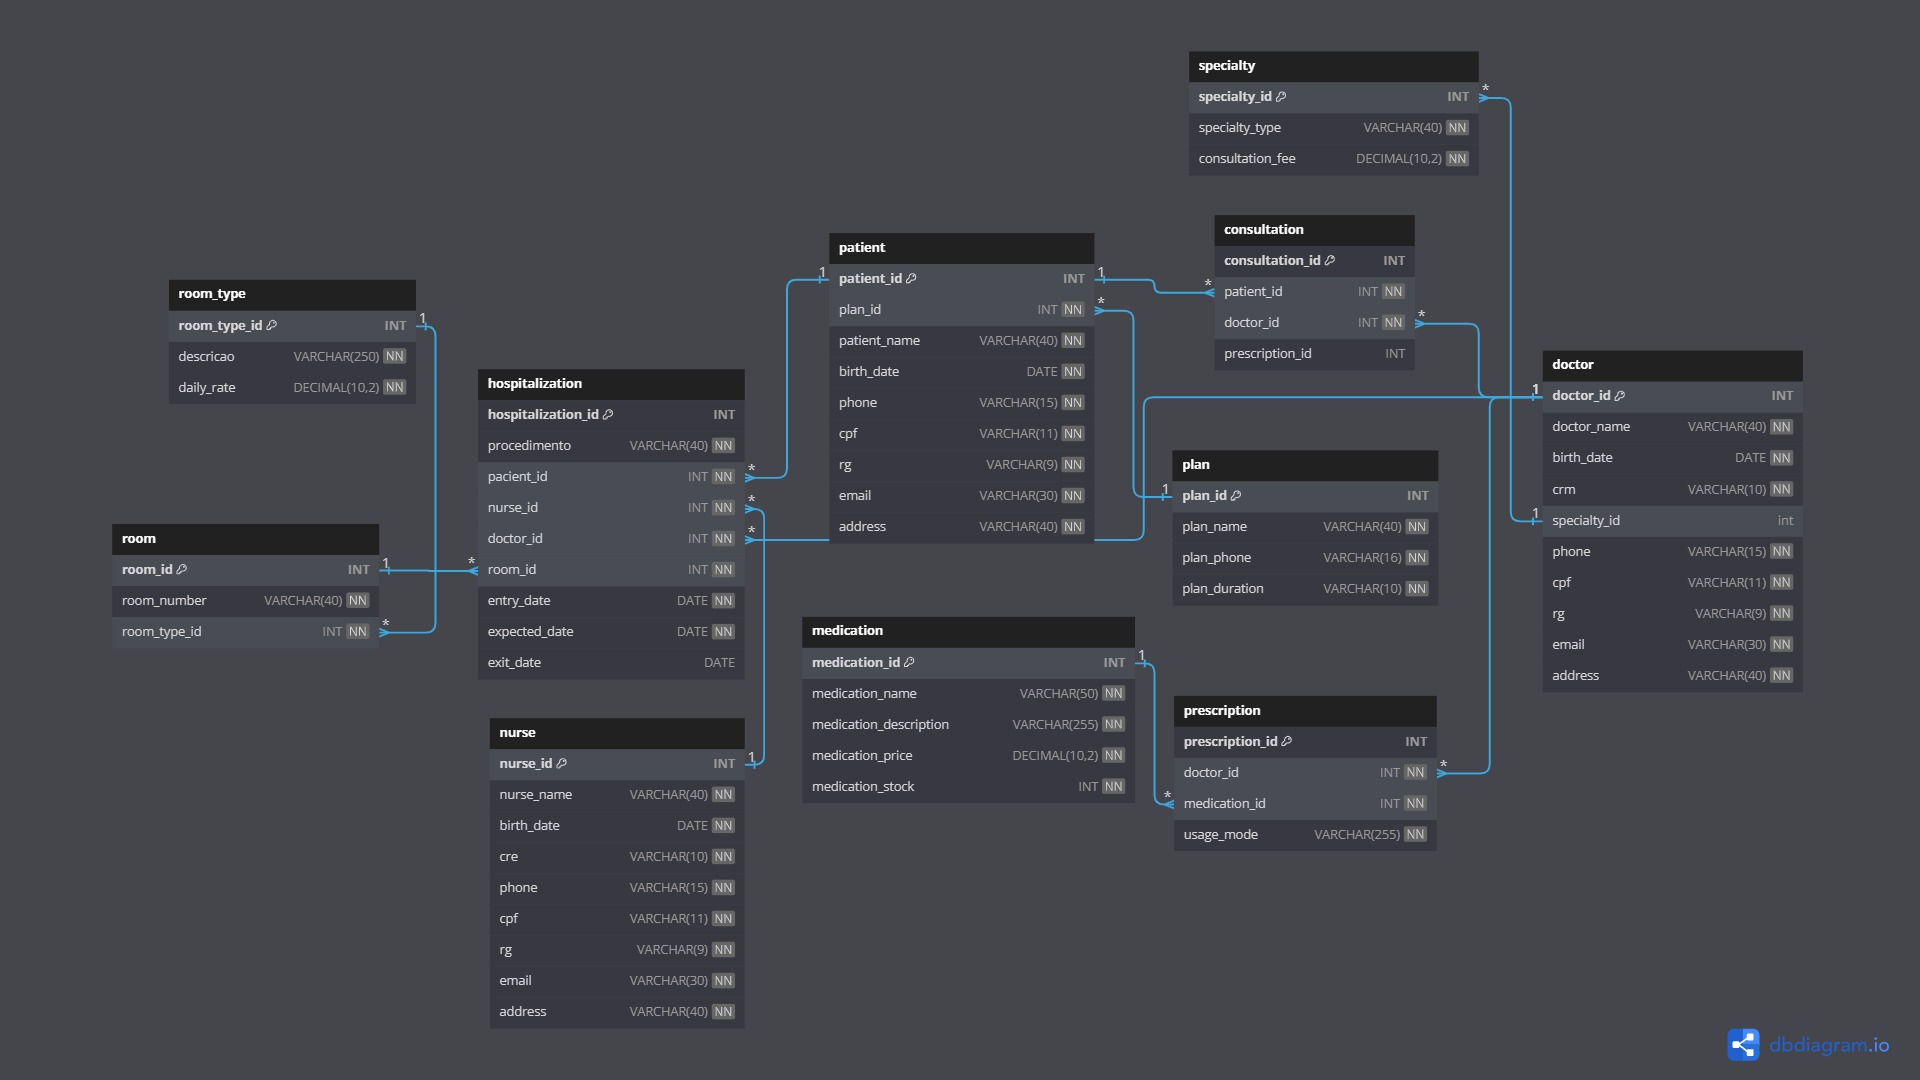 specialty
specialty_id INT
specialty_type VARCHAR(40) NN
consultation_fee DECIMAL(10,2) NN
*
consultation
consultation_id INT
* patient_id INT NN
doctor_id INT NN *
prescription_id INT
patient
1 patient_id INT 1
plan_id INT NN *
patient_name VARCHAR(40) NN
birth_date DATE NN
phone VARCHAR(15) NN
cpf VARCHAR(11) NN
rg VARCHAR(9) NN
email VARCHAR(30) NN
address VARCHAR(40) NN
room_type
room_type_id INT 1
descricao VARCHAR(250) NN
daily_rate DECIMAL(10,2) NN
hospitalization
hospitalization_id INT
procedimento VARCHAR(40) NN
pacient_id INT NN *
nurse_id INT NN *
doctor_id INT NN *
* room_id INT NN
entry_date DATE NN
expected_date DATE NN
exit_date DATE
doctor
1 doctor_id INT
doctor_name VARCHAR(40) NN
birth_date DATE NN
crm VARCHAR(10) NN
1 specialty_id int
phone VARCHAR(15) NN
cpf VARCHAR(11) NN
rg VARCHAR(9) NN
email VARCHAR(30) NN
address VARCHAR(40) NN
plan
1 plan_id INT
plan_name VARCHAR(40) NN
plan_phone VARCHAR(16) NN
plan_duration VARCHAR(10) NN
room
room_id INT 1
room_number VARCHAR(40) NN
room_type_id INT NN *
medication
medication_id INT 1
medication_name VARCHAR(50) NN
medication_description VARCHAR(255) NN
medication_price DECIMAL(10,2) NN
medication_stock INT NN
prescription
prescription_id INT
doctor_id INT NN *
* medication_id INT NN
usage_mode VARCHAR(255) NN
nurse
nurse_id INT 1
nurse_name VARCHAR(40) NN
birth_date DATE NN
cre VARCHAR(10) NN
phone VARCHAR(15) NN
cpf VARCHAR(11) NN
rg VARCHAR(9) NN
email VARCHAR(30) NN
address VARCHAR(40) NN
dbdiagram.io